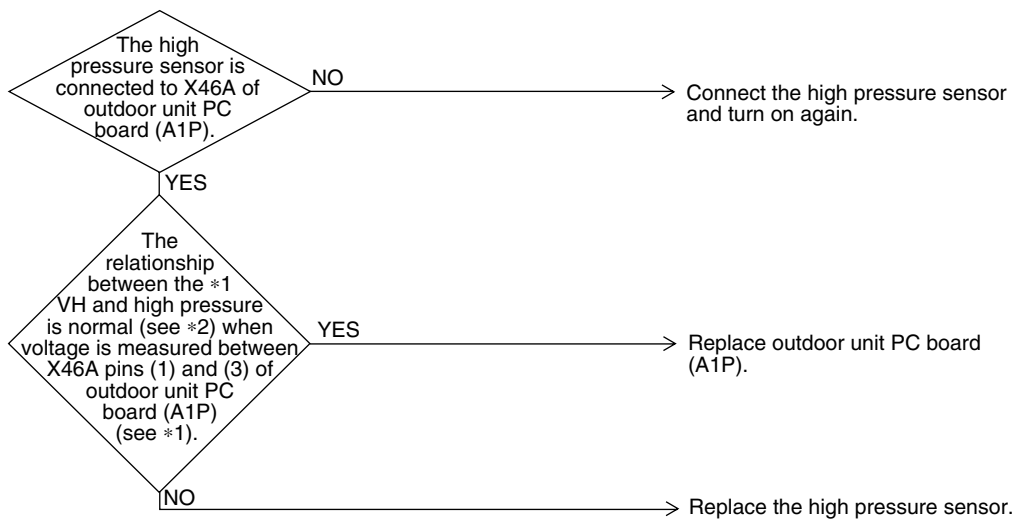 The high
pressure sensor is
connected to X46A of
outdoor unit PC
board (A1P).
NO
Connect the high pressure sensor
and turn on again.
YES
The
relationship
between the *1
VH and high pressure
is normal (see *2) when
voltage is measured between
X46A pins (1) and (3) of
outdoor unit PC
board (A1P)
(see *1).
YES
Replace outdoor unit PC board
(A1P).
NO
Replace the high pressure sensor.